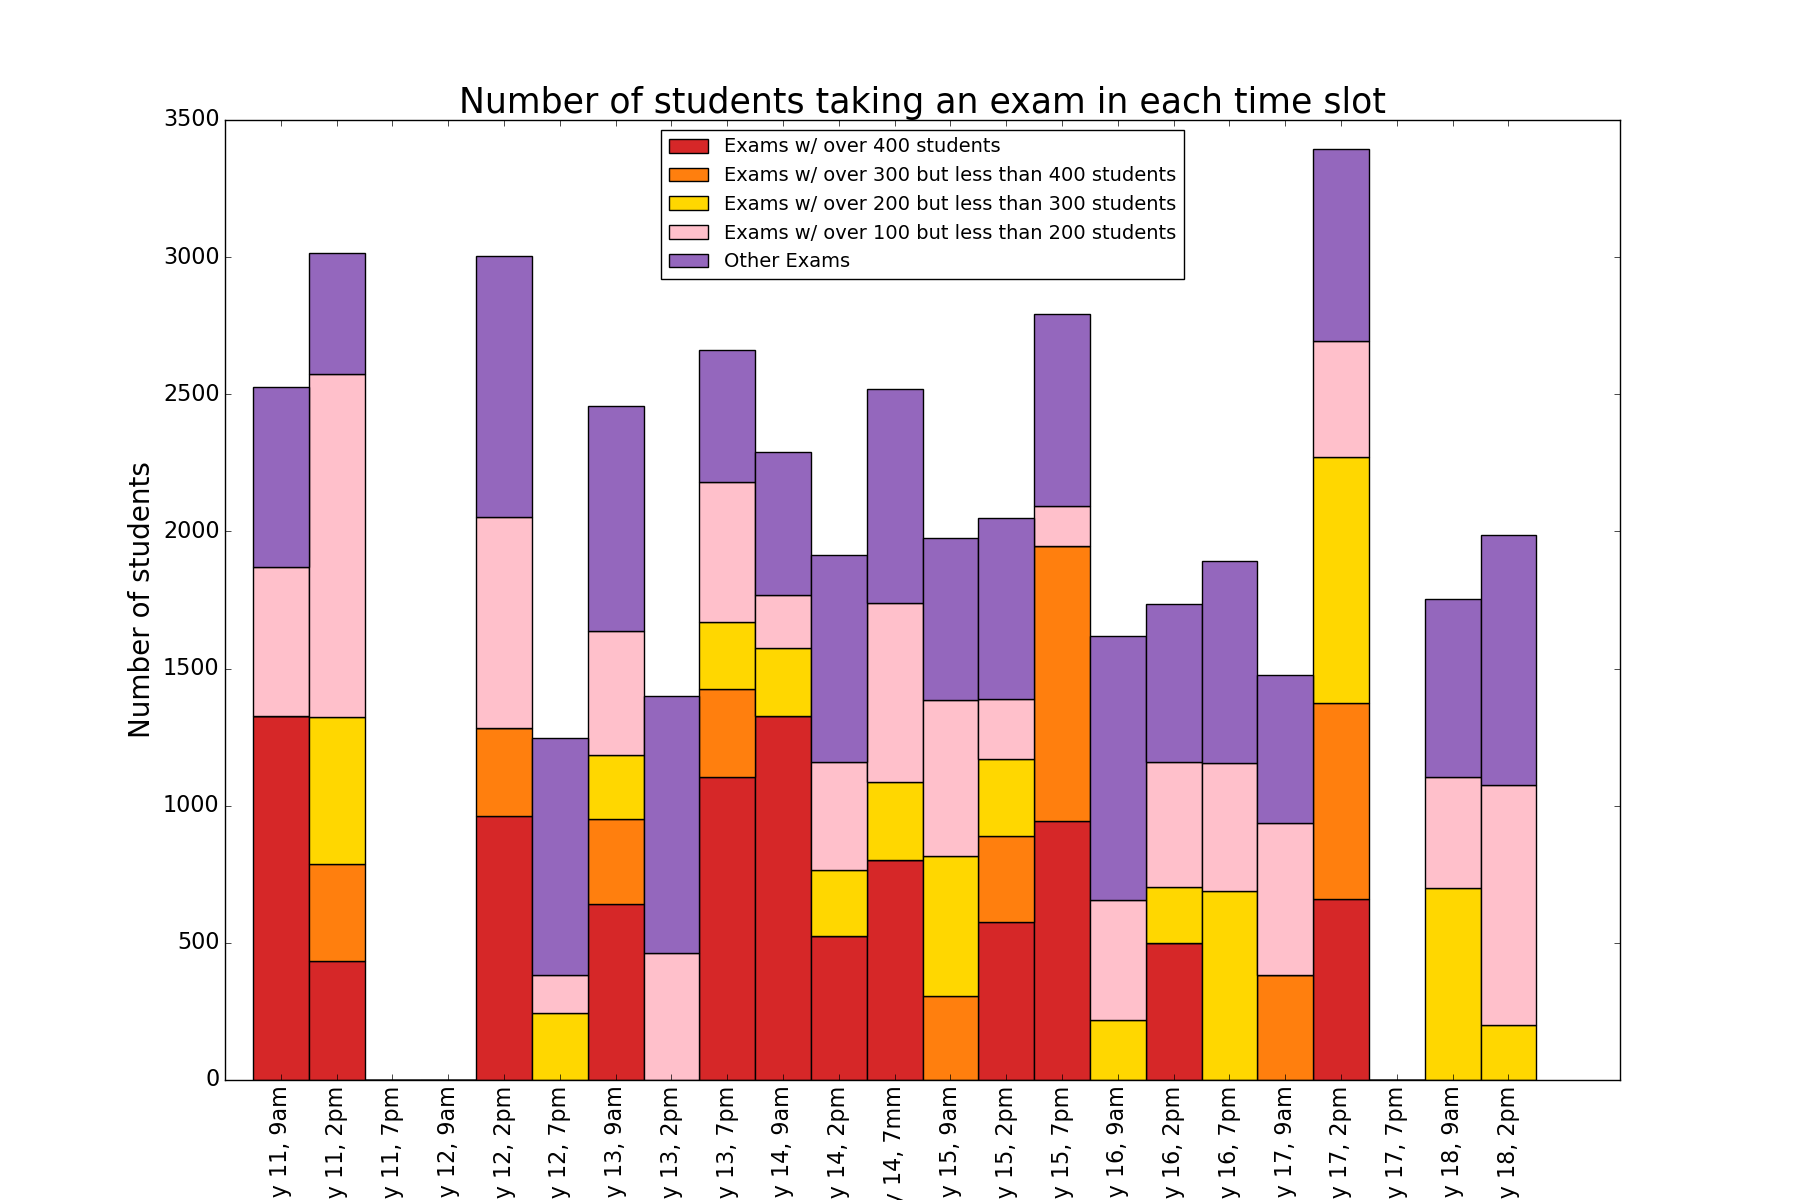 Number of students taking an exam in each time slot
3500
3000
2500
2000
1500
1000
500
0
Number of students
Exams w/ over 400 students
Exams w/ over 300 but less than 400 students
Exams w/ over 200 but less than 300 students
Exams w/ over 100 but less than 200 students
Other Exams
y 11, 9am
y 11, 2pm
y 11, 7pm
y 12, 9am
y 12, 2pm
y 12, 7pm
y 13, 9am
y 13, 2pm
y 13, 7pm
y 14, 9am
y 14, 2pm
y 14, 7mm
y 15, 9am
y 15, 2pm
y 15, 7pm
y 16, 9am
y 16, 2pm
y 16, 7pm
y 17, 9am
y 17, 2pm
y 17, 7pm
y 18, 9am
y 18, 2pm